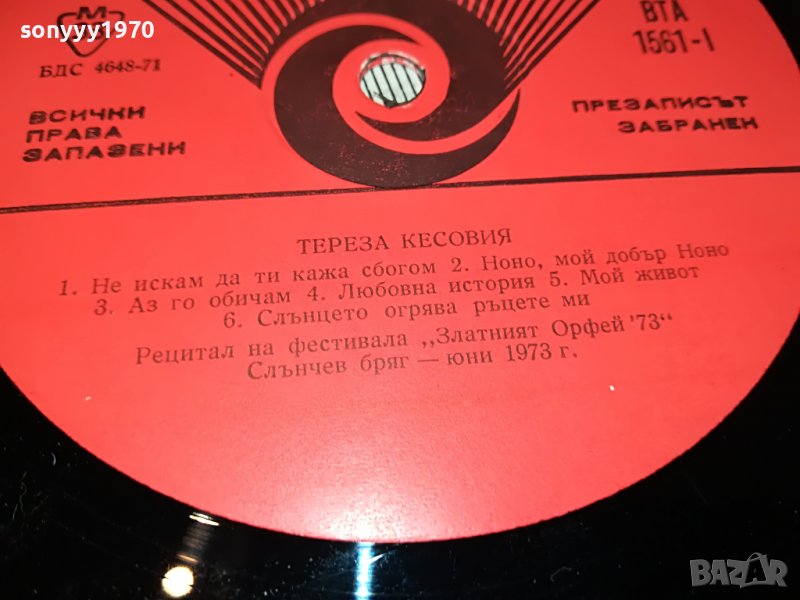 sonyyy1970
М
БДС 4648-71
ВСИЧКИ
ПРАВА
ЗАПАЗЕНИ
ВТА
1561-I
ПРЕЗАПИСЪТ
ЗАБРАНЕН
ТЕРЕЗА КЕСОВИЯ
1. Не искам да ти кажа сбогом 2. Ноно, мой добър Ноно
3. Аз го обичам 4. Любовна история 5. Мой живот
6. Слънцето огрява ръцете ми
Рецитал на фестивала „Златният Орфей '73“
Слънчев бряг — юни 1973 г.
BAZAR